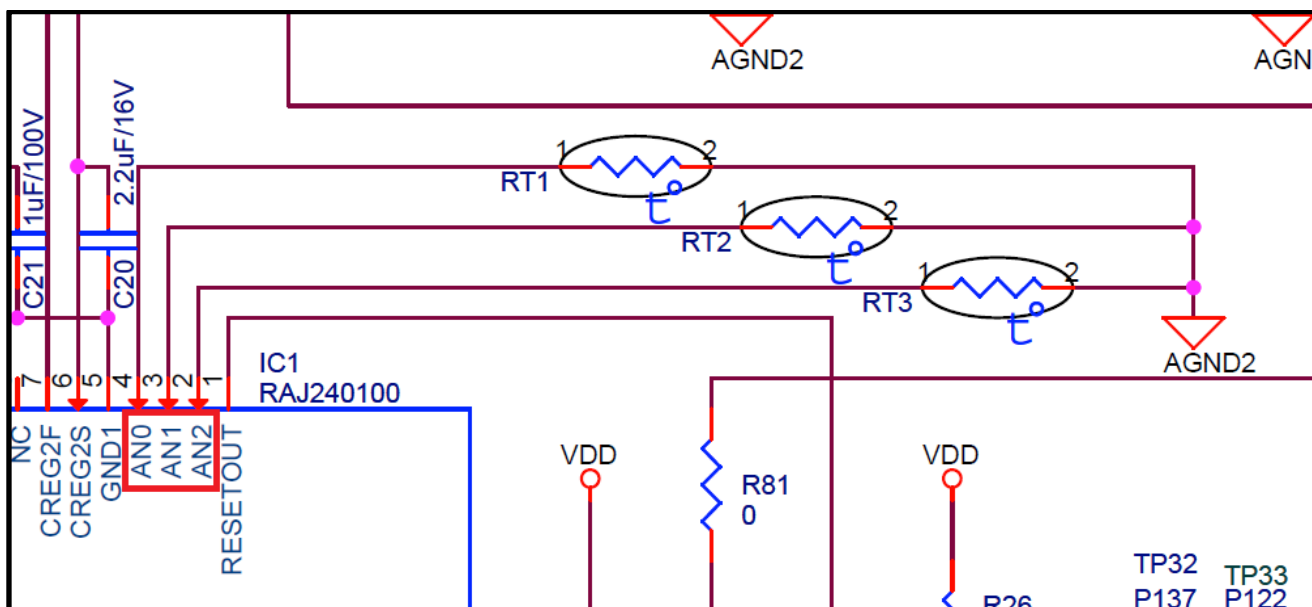 AGND2
AGN
1uF/100V
2.2uF/16V
C21
C20
1
2
RT1
t°
1
2
RT2
t°
1
2
RT3
t°
AGND2
7
6
5
4
3
2
1
IC1
RAJ240100
NC
CREG2F
CREG2S
GND1
AN0
AN1
AN2
RESETOUT
VDD
R81
0
VDD
R26
TP32
P137
TP33
P122